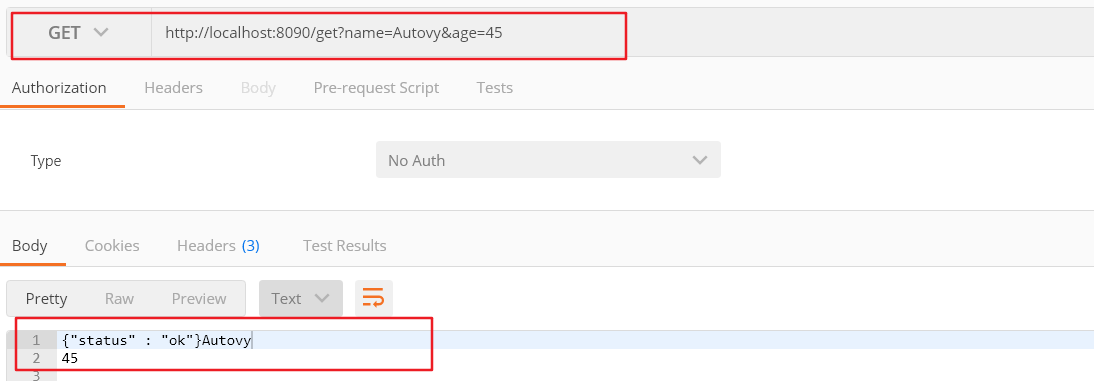 GET http://localhost:8090/get?name=Autovy&age=45
Authorization Headers Body Pre-request Script Tests
Type No Auth
Body Cookies Headers (3) Test Results
Pretty Raw Preview Text
1 {"status" : "ok"}Autovy
2 45
3